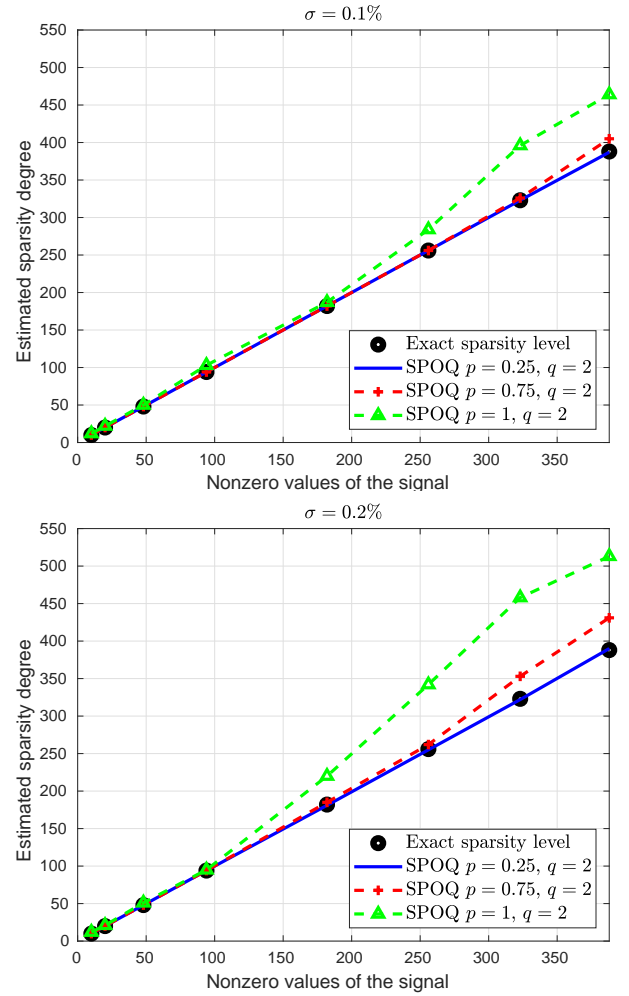 σ = 0.1%
550
500
450
400
350
300
250
200
150
100
50
0
Estimated sparsity degree
Exact sparsity level
SPOQ p = 0.25, q = 2
SPOQ p = 0.75, q = 2
SPOQ p = 1, q = 2
0 50 100 150 200 250 300 350
Nonzero values of the signal
σ = 0.2%
550
500
450
400
350
300
250
200
150
100
50
0
Estimated sparsity degree
Exact sparsity level
SPOQ p = 0.25, q = 2
SPOQ p = 0.75, q = 2
SPOQ p = 1, q = 2
0 50 100 150 200 250 300 350
Nonzero values of the signal